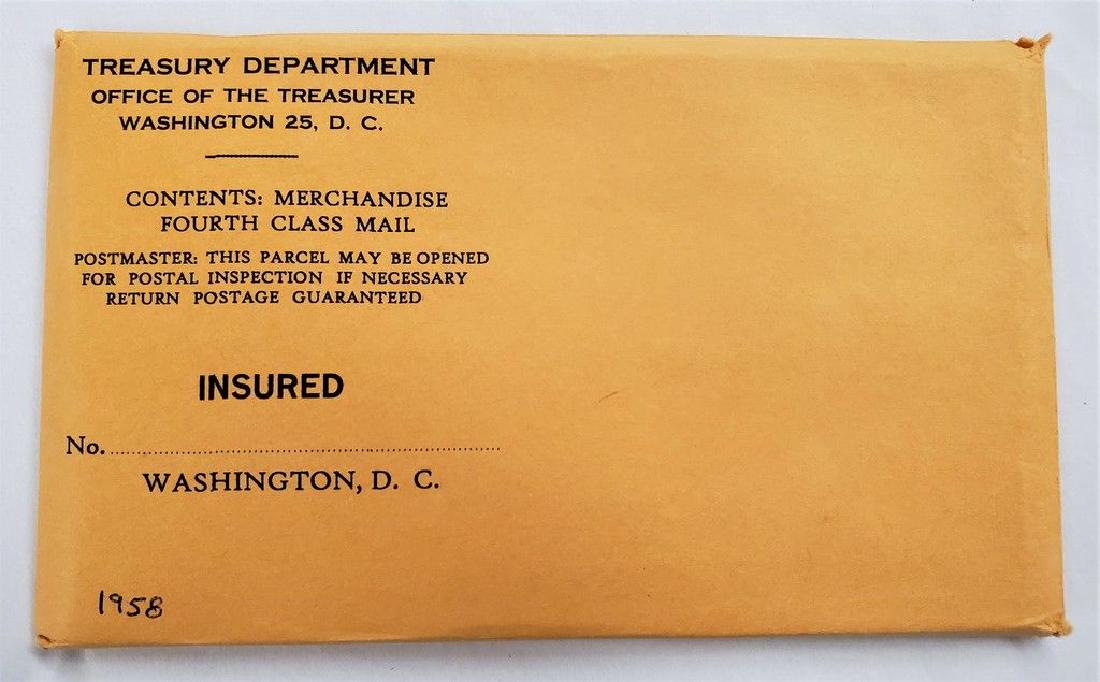 TREASURY DEPARTMENT
OFFICE OF THE TREASURER
WASHINGTON 25, D. C.
CONTENTS: MERCHANDISE
FOURTH CLASS MAIL
POSTMASTER: THIS PARCEL MAY BE OPENED
FOR POSTAL INSPECTION IF NECESSARY
RETURN POSTAGE GUARANTEED
INSURED
No.............................................................
WASHINGTON, D. C.
1958